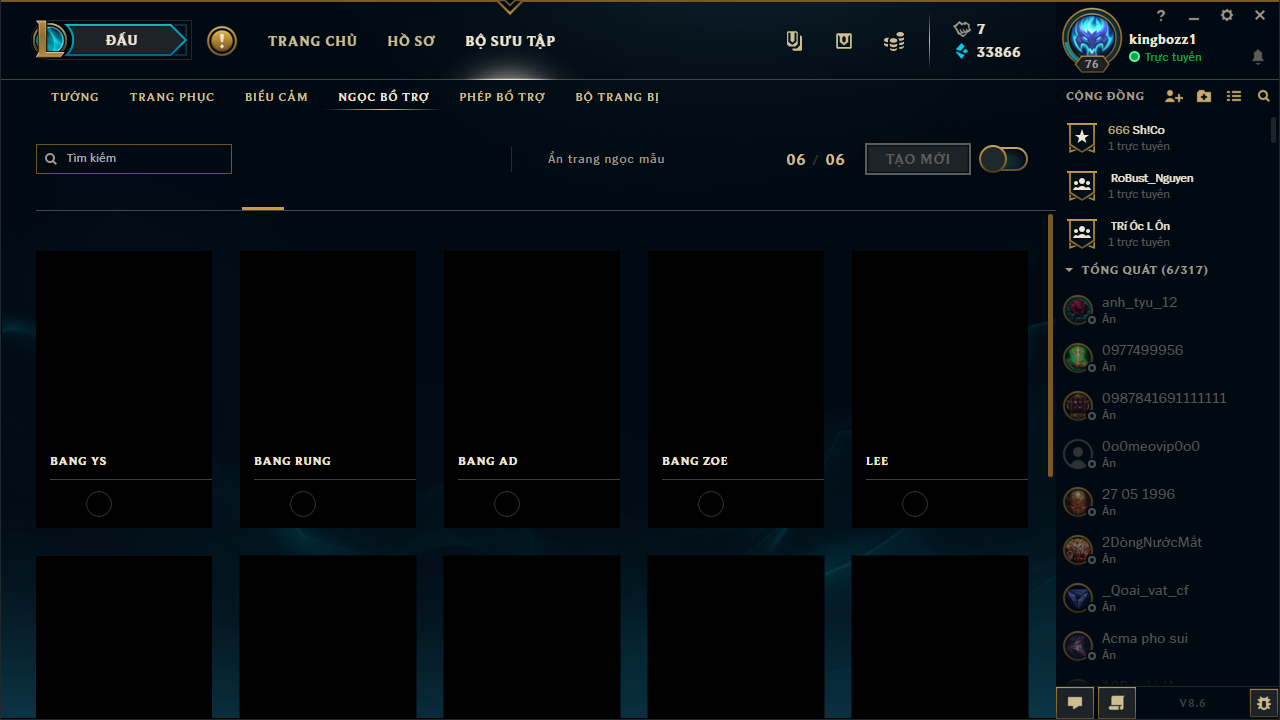 ĐẤU
!
TRANG CHỦ
HỒ SƠ
BỘ SƯU TẬP
7
33866
?
76
kingbozz1
Trực tuyến
TƯỚNG
TRANG PHỤC
BIỂU CẢM
NGỌC BỔ TRỢ
PHÉP BỔ TRỢ
BỘ TRANG BỊ
CỘNG ĐỒNG
Tìm kiếm
Ẩn trang ngọc mẫu
06 / 06
TẠO MỚI
BANG YS
BANG RUNG
BANG AD
BANG ZOE
LEE
666 Sh!Co
1 trực tuyến
RoBust_Nguyen
1 trực tuyến
TRí Óc L Ôn
1 trực tuyến
TỔNG QUÁT (6/317)
anh_tyu_12
Ẩn
0977499956
Ẩn
0987841691111111
Ẩn
0o0meovip0o0
Ẩn
27 05 1996
Ẩn
2DòngNướcMắt
Ẩn
_Qoai_vat_cf
Ẩn
Acma pho sui
Ẩn
V8.6